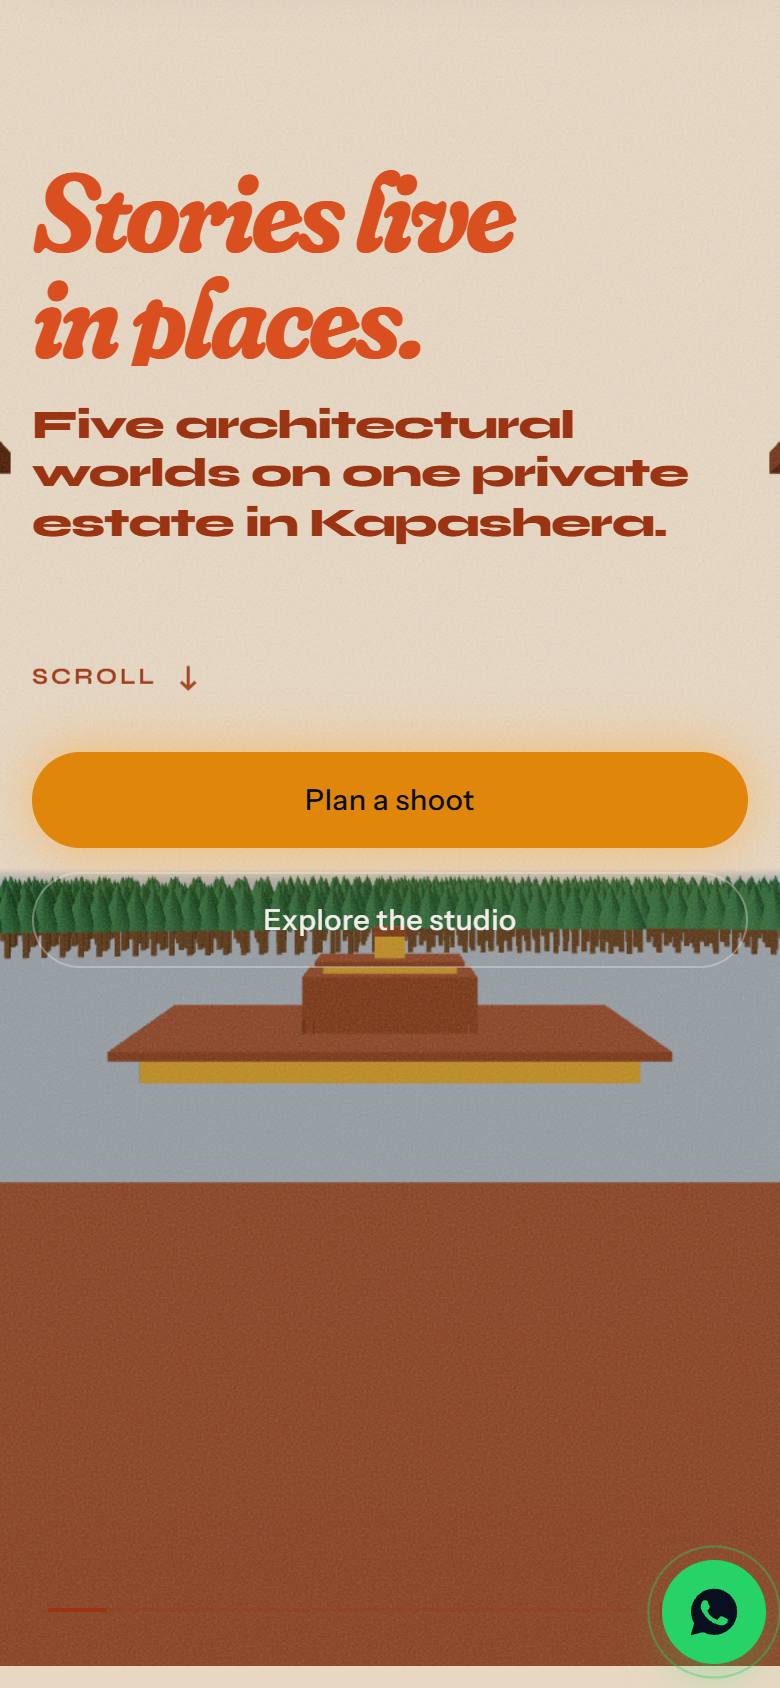 Stories live
in places.
Five architectural
worlds on one private
estate in Kapashera.
SCROLL ↓
Plan a shoot
Explore the studio